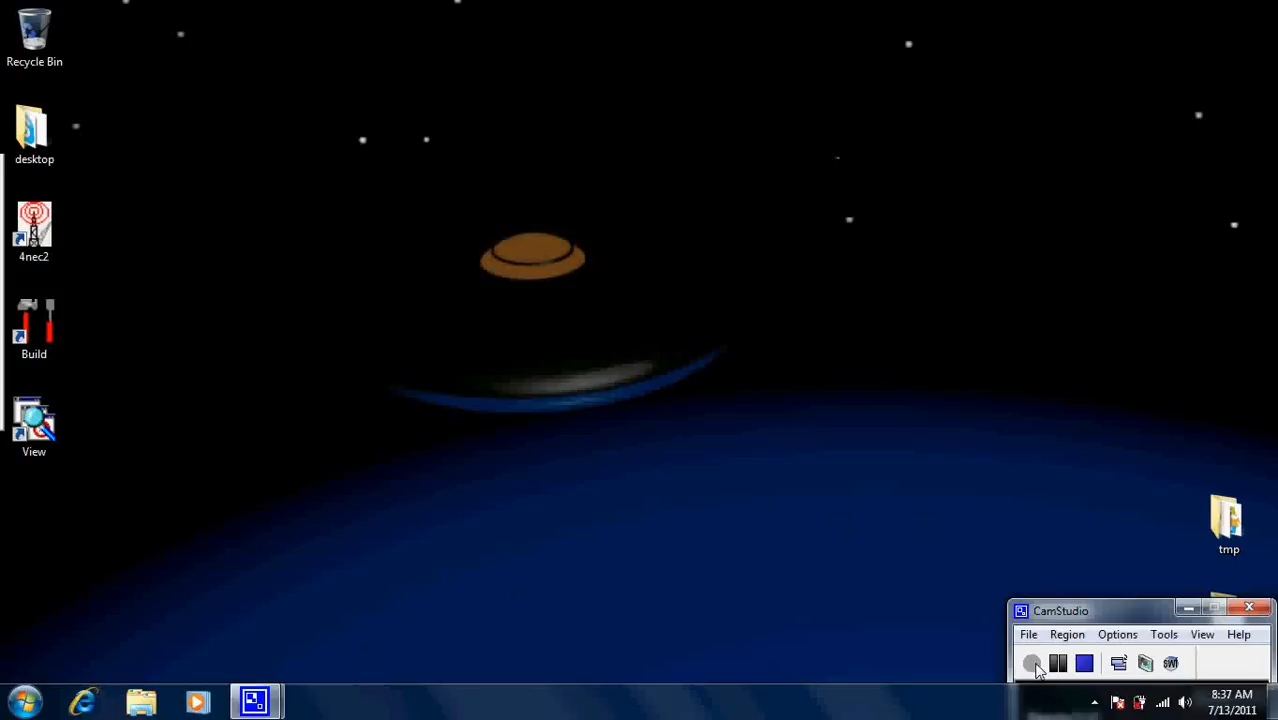 Recycle Bin
desktop
4nec2
Build
View
tmp
CamStudio
File Region Options Tools View Help
SWF
8:37 AM
7/13/2011